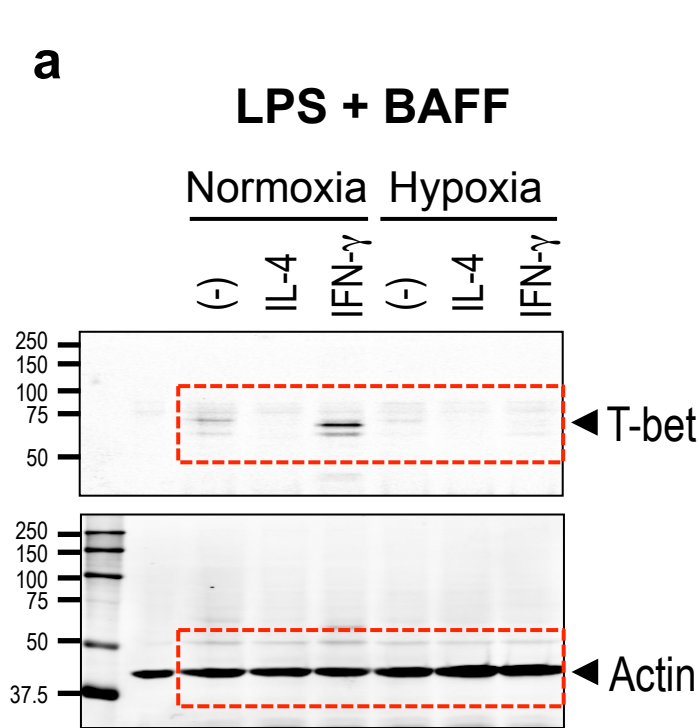 a
LPS + BAFF
Normoxia Hypoxia
(-) IL-4 IFN-γ (-) IL-4 IFN-γ
250
150
100
75
50
T-bet
250
150
100
75
50
37.5
Actin